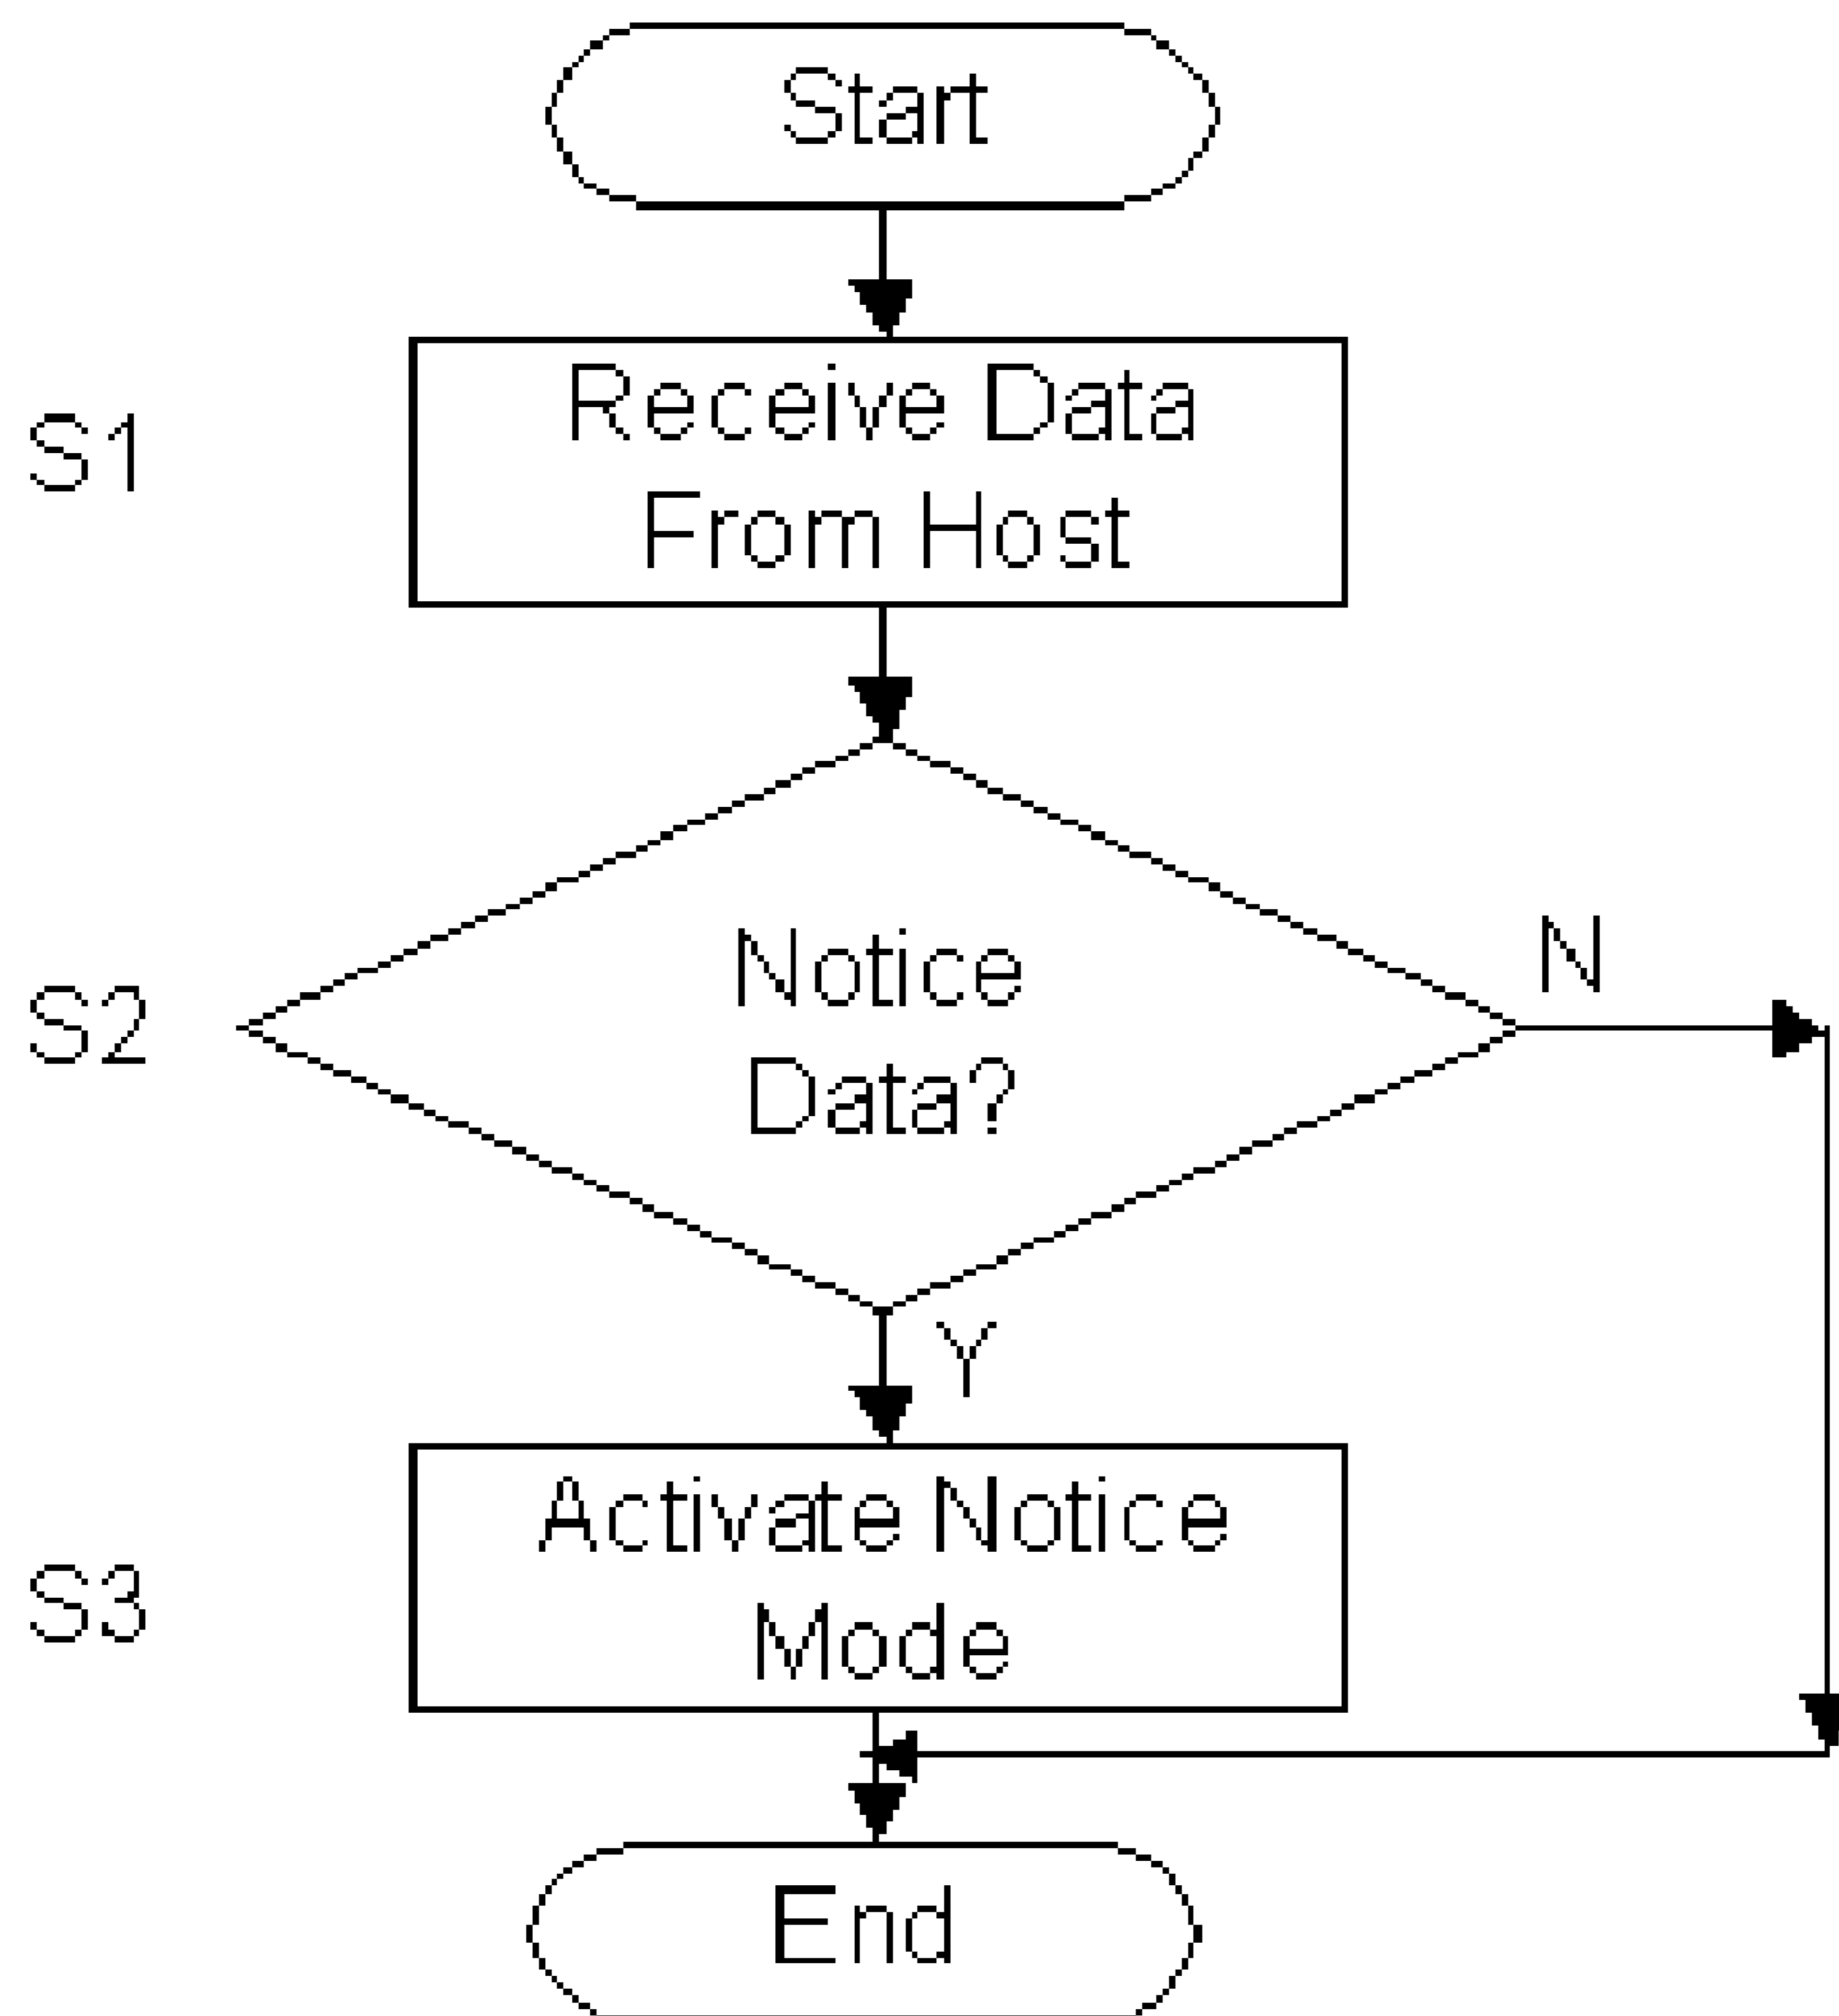 Start
S1
Receive Data
From Host
S2
Notice
Data?
N
Y
S3
Activate Notice
Mode
End